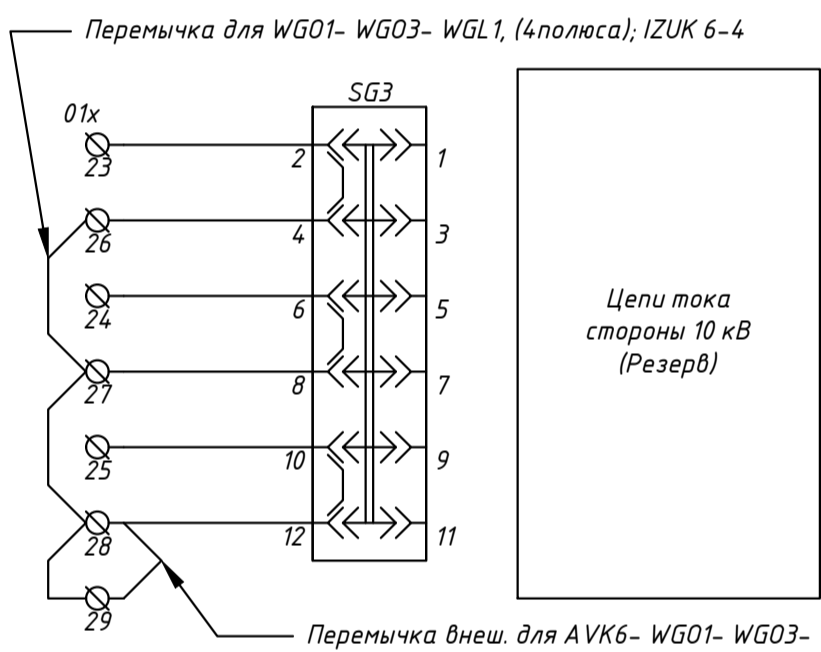 Перемычка для WG01- WG03- WGL1, (4полюса); IZUK 6-4
SG3
01x
23
2
1
26
4
3
24
6
5
27
8
7
25
10
9
28
12
11
29
Цепи тока
стороны 10 кВ
(Резерв)
Перемычка внеш. для AVK6- WG01- WG03-